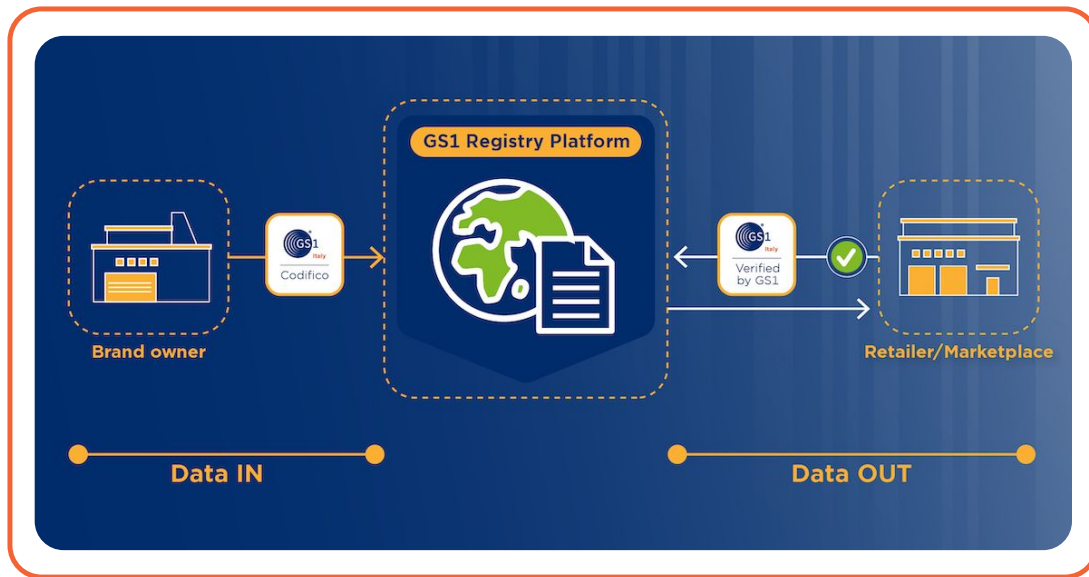 GS1 Registry Platform
GS1
Italy
Codifico
GS1
Italy
Verified
by GS1
Brand owner
Retailer/Marketplace
Data IN
Data OUT